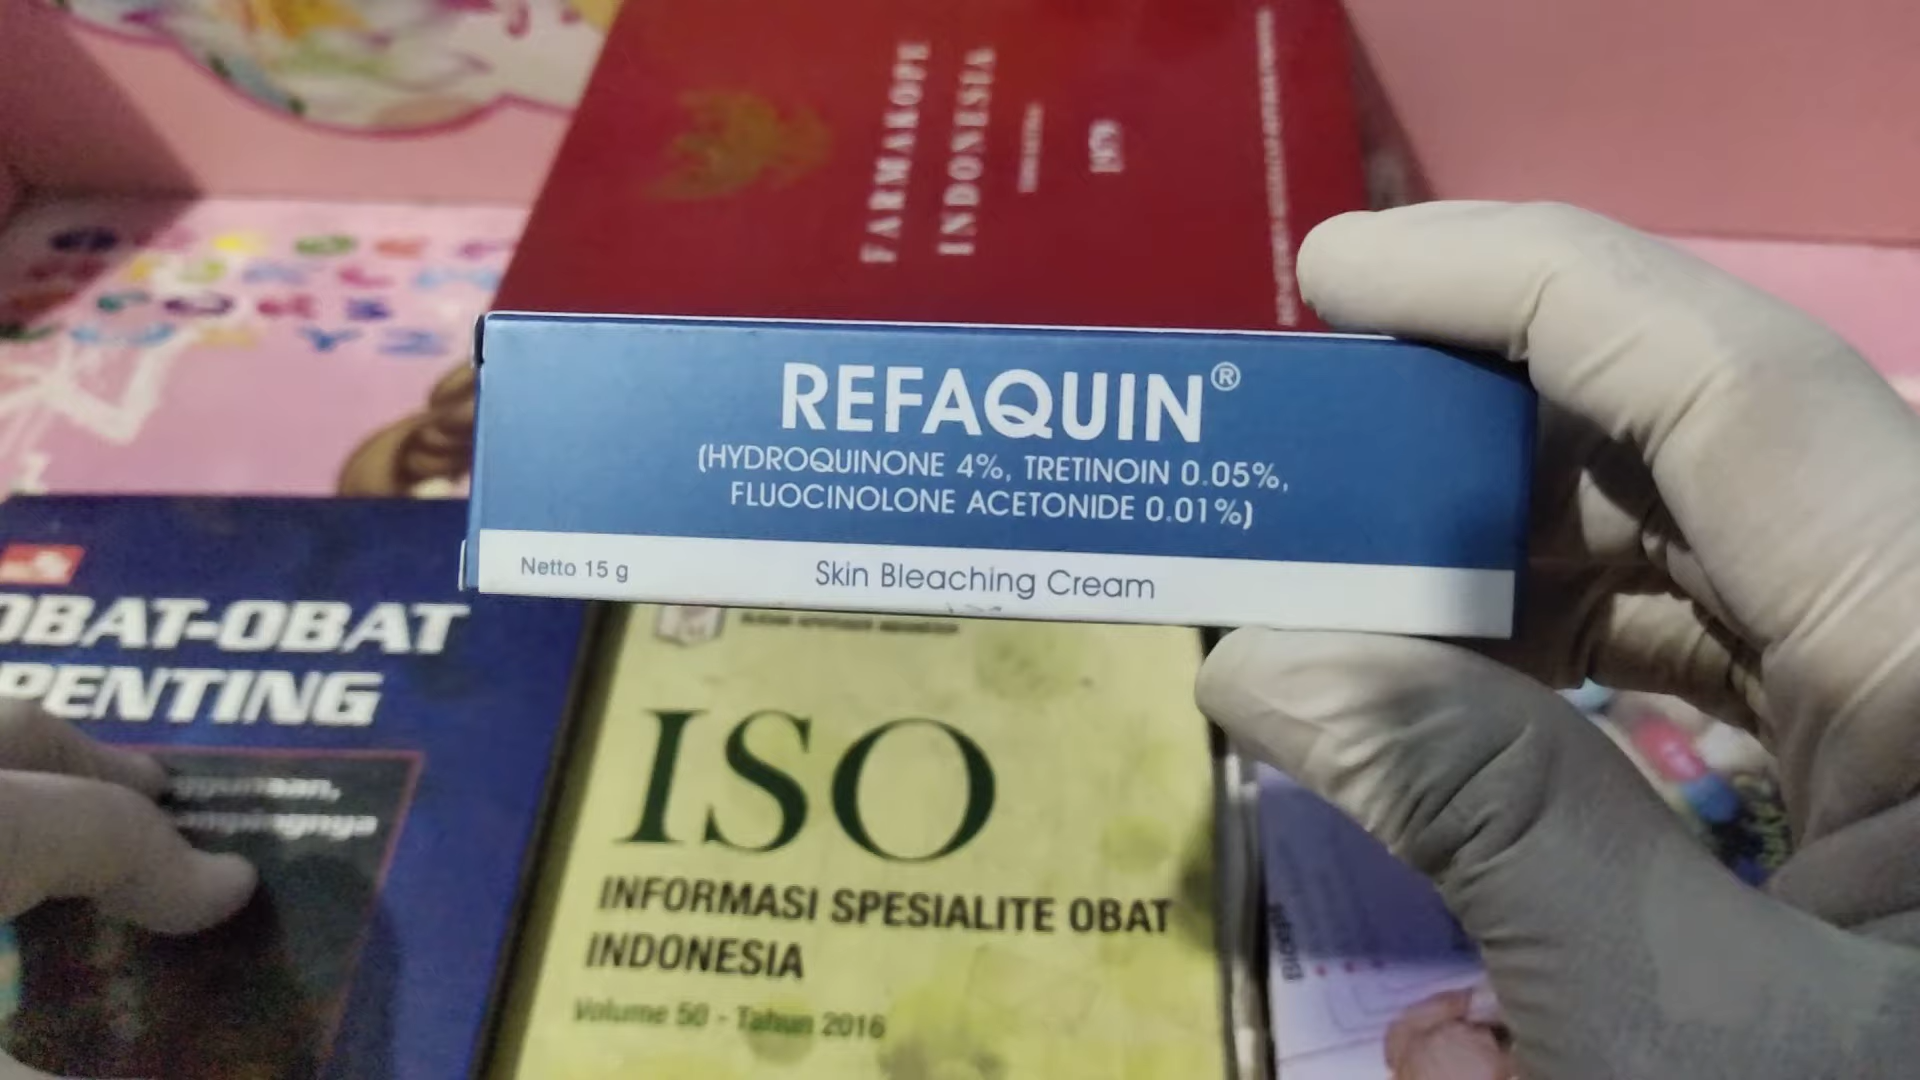 FARMAKOPE
INDONESIA
1979
REFAQUIN®
(HYDROQUINONE 4%, TRETINOIN 0.05%,
FLUOCINOLONE ACETONIDE 0.01%)
Netto 15 g
Skin Bleaching Cream
OBAT-OBAT
PENTING
ISO
INFORMASI SPESIALITE OBAT
INDONESIA
Volume 50 - Tahun 2016